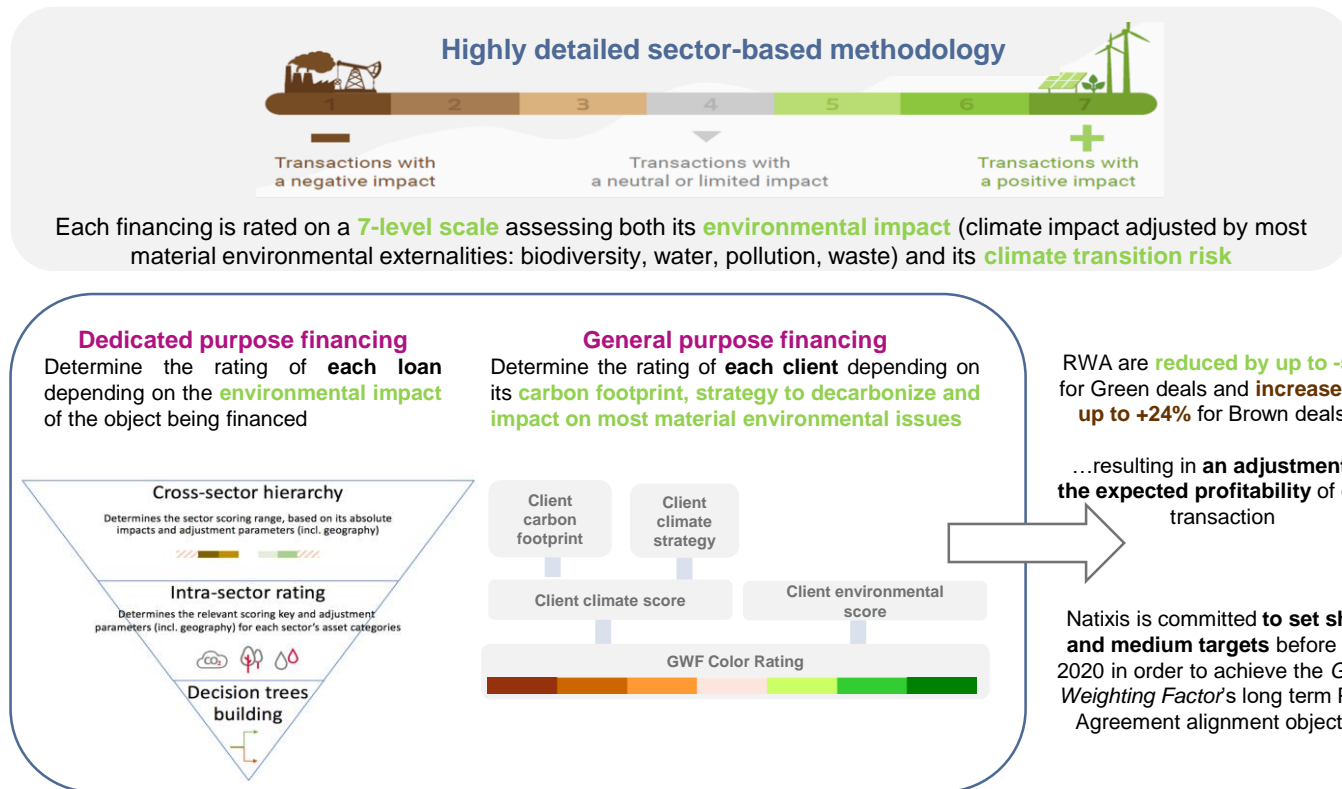 Highly detailed sector-based methodology
1 2 3 4 5 6 7
Transactions with
a negative impact
Transactions with
a neutral or limited impact
Transactions with
a positive impact
Each financing is rated on a 7-level scale assessing both its environmental impact (climate impact adjusted by most
material environmental externalities: biodiversity, water, pollution, waste) and its climate transition risk
Dedicated purpose financing
Determine the rating of each loan
depending on the environmental impact
of the object being financed
Cross-sector hierarchy
Determines the sector scoring range, based on its absolute
impacts and adjustment parameters (incl. geography)
Intra-sector rating
Determines the relevant scoring key and adjustment
parameters (incl. geography) for each sector's asset categories
CO2
Decision trees
building
General purpose financing
Determine the rating of each client depending on
its carbon footprint, strategy to decarbonize and
impact on most material environmental issues
Client
carbon
footprint
Client
climate
strategy
Client climate score
Client environmental
score
GWF Color Rating
RWA are reduced by up to
for Green deals and increase
up to +24% for Brown deals
…resulting in an adjustment
the expected profitability of
transaction
Natixis is committed to set
and medium targets before
2020 in order to achieve the
Weighting Factor's long term
Agreement alignment